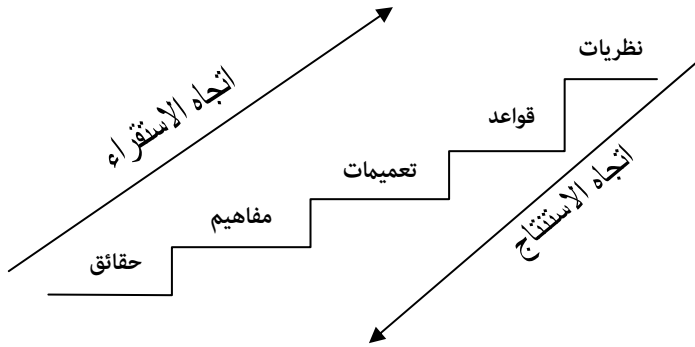 نظريات
قواعد
تعميمات
مفاهيم
حقائق
اتجاه الاستقراء
اتجاه الاستنتاج